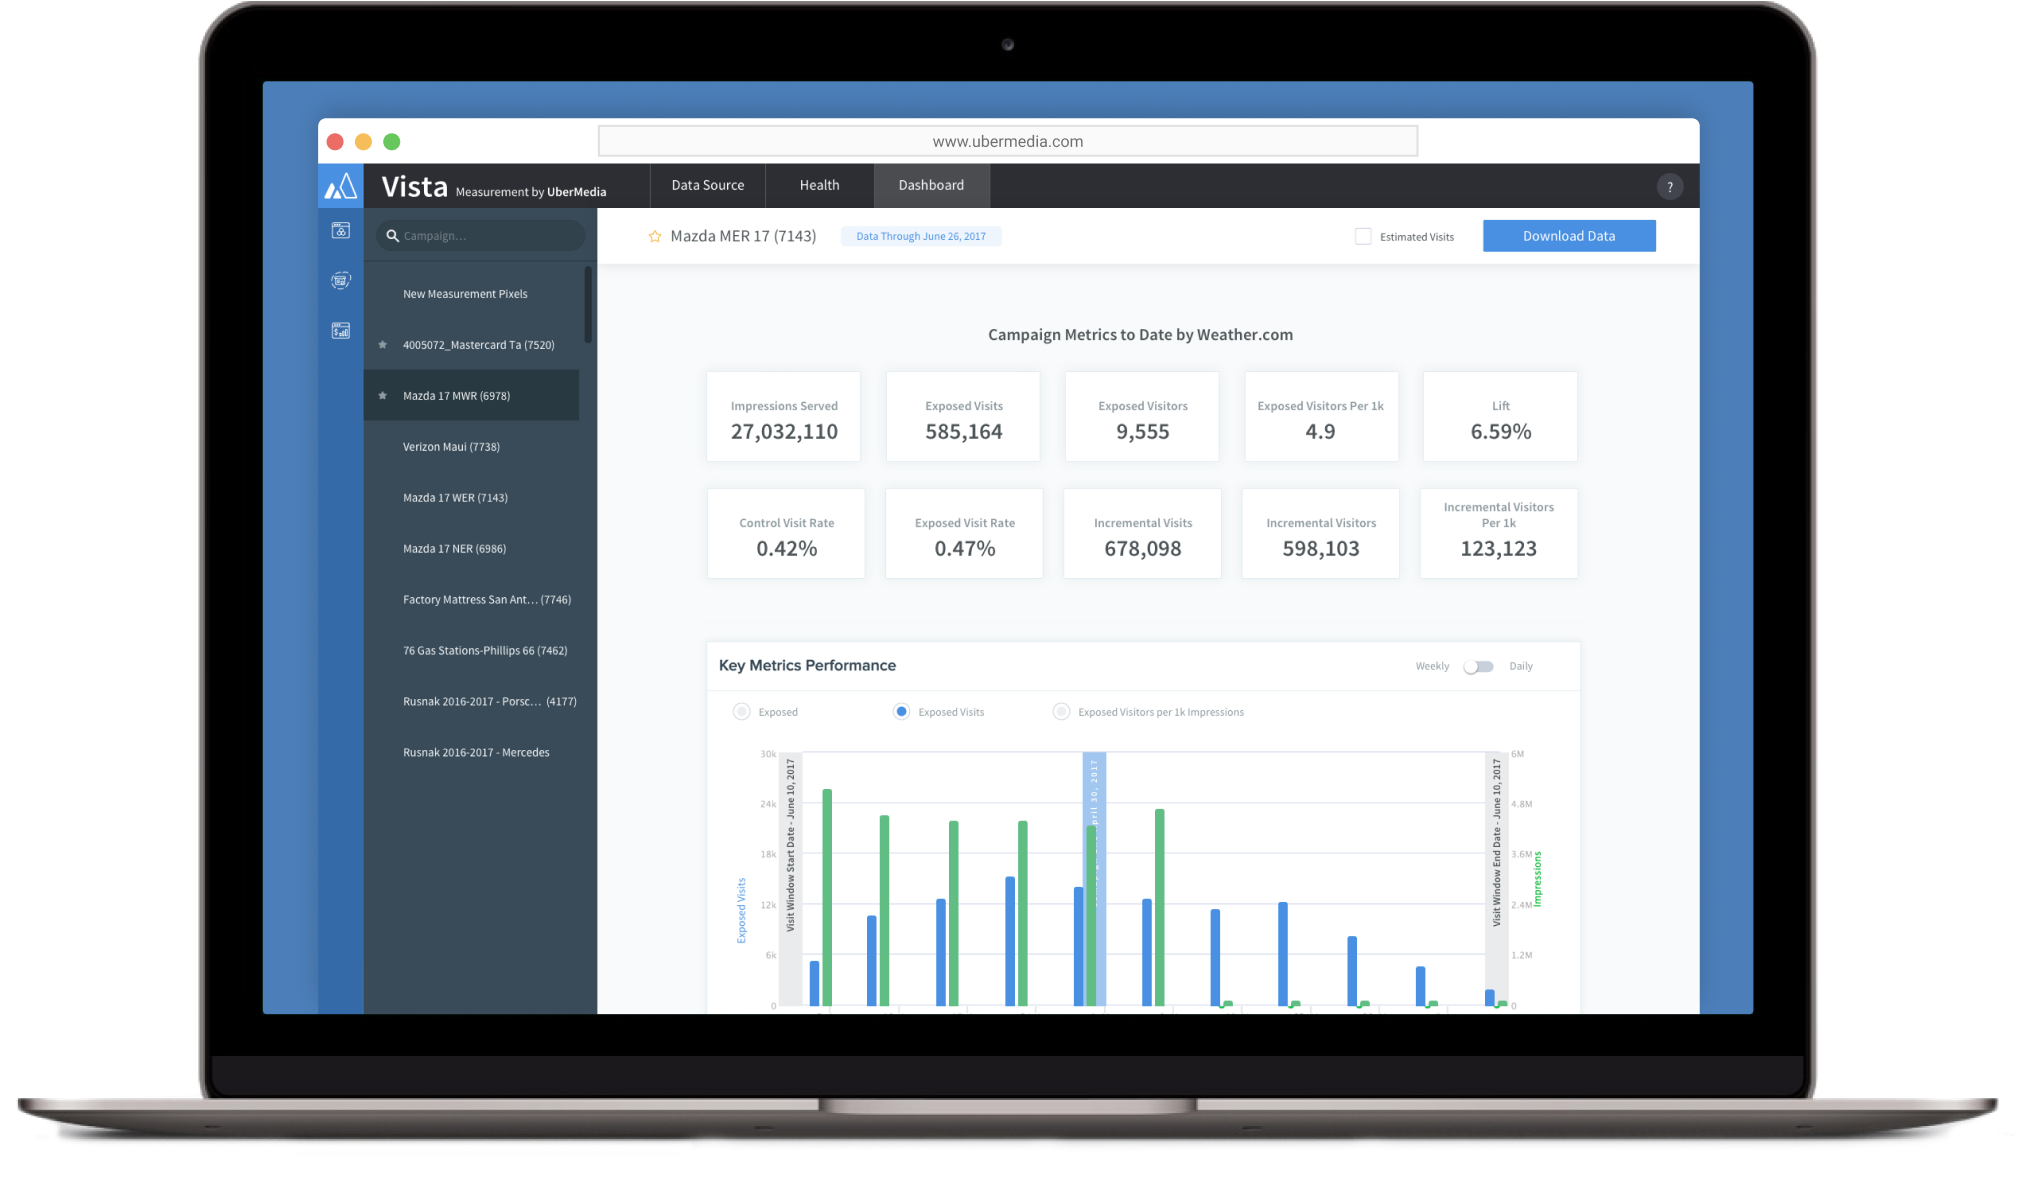 www.ubermedia.com
Vista Measurement by UberMedia
Data Source
Health
Dashboard
?
Campaign...
New Measurement Pixels
4005072_Mastercard Ta (7520)
Mazda 17 MWR (6978)
Verizon Maui (7738)
Mazda 17 WER (7143)
Mazda 17 NER (6986)
Factory Mattress San Ant... (7746)
76 Gas Stations-Phillips 66 (7462)
Rusnak 2016-2017 - Porsc... (4177)
Rusnak 2016-2017 - Mercedes
Mazda MER 17 (7143)
Data Through June 26, 2017
Estimated Visits
Download Data
Campaign Metrics to Date by Weather.com
Impressions Served
27,032,110
Exposed Visits
585,164
Exposed Visitors
9,555
Exposed Visitors Per 1k
4.9
Lift
6.59%
Control Visit Rate
0.42%
Exposed Visit Rate
0.47%
Incremental Visits
678,098
Incremental Visitors
598,103
Incremental Visitors
Per 1k
123,123
Key Metrics Performance
Weekly
Daily
Exposed
Exposed Visits
Exposed Visitors per 1k Impressions
30k
24k
18k
12k
6k
0
Exposed Visits
Visit Window Start Date - June 10, 2017
30, 2017
Visit Window End Date - June 10, 2017
6M
4.8M
3.6M
2.4M
1.2M
0
Impressions